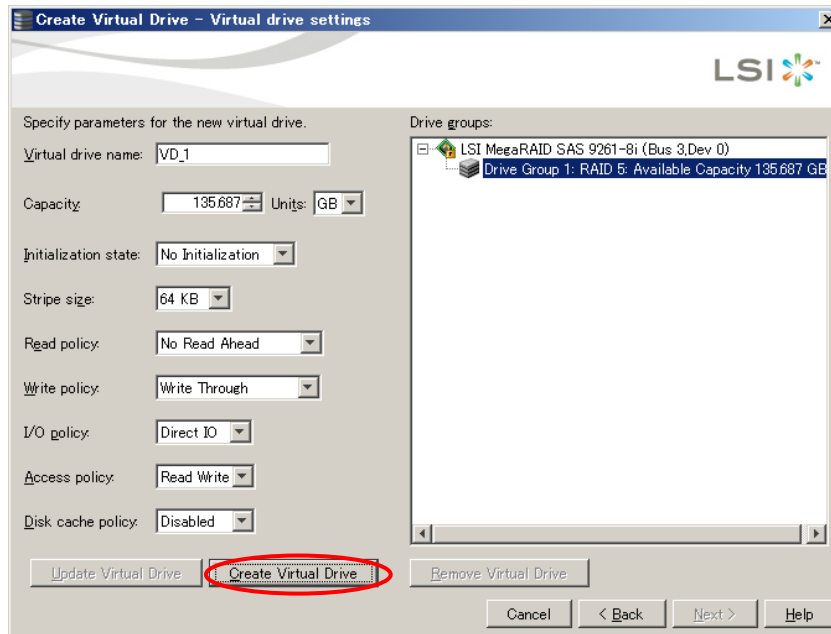 Create Virtual Drive - Virtual drive settings
LSI
Specify parameters for the new virtual drive.
Virtual drive name: VD_1
Capacity: 135.687 Units: GB
Initialization state: No Initialization
Stripe size: 64 KB
Read policy: No Read Ahead
Write policy: Write Through
I/O policy: Direct IO
Access policy: Read Write
Disk cache policy: Disabled
Drive groups:
LSI MegaRAID SAS 9261-8i (Bus 3,Dev 0)
Drive Group 1: RAID 5: Available Capacity 135.687 GB
Update Virtual Drive
Create Virtual Drive
Remove Virtual Drive
Cancel
< Back
Next >
Help